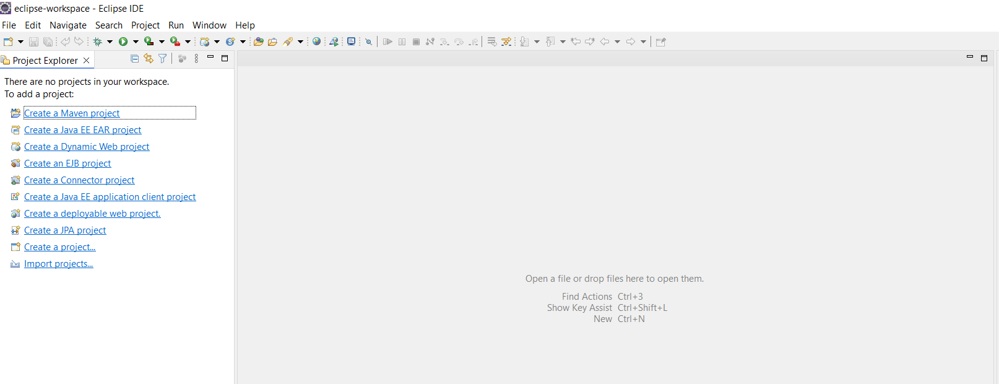 eclipse-workspace - Eclipse IDE
File Edit Navigate Search Project Run Window Help
Project Explorer
There are no projects in your workspace.
To add a project:
Create a Maven project
Create a Java EE EAR project
Create a Dynamic Web project
Create an EJB project
Create a Connector project
Create a Java EE application client project
Create a deployable web project.
Create a JPA project
Create a project...
Import projects...
Open a file or drop files here to open them.
Find Actions Ctrl+3
Show Key Assist Ctrl+Shift+L
New Ctrl+N